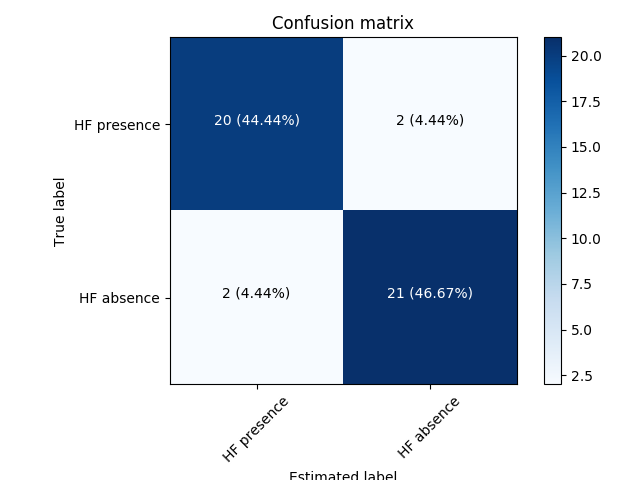 Confusion matrix
HF presence
20 (44.44%)
2 (4.44%)
HF absence
2 (4.44%)
21 (46.67%)
True label
HF presence
HF absence
Estimated label
20.0
17.5
15.0
12.5
10.0
7.5
5.0
2.5